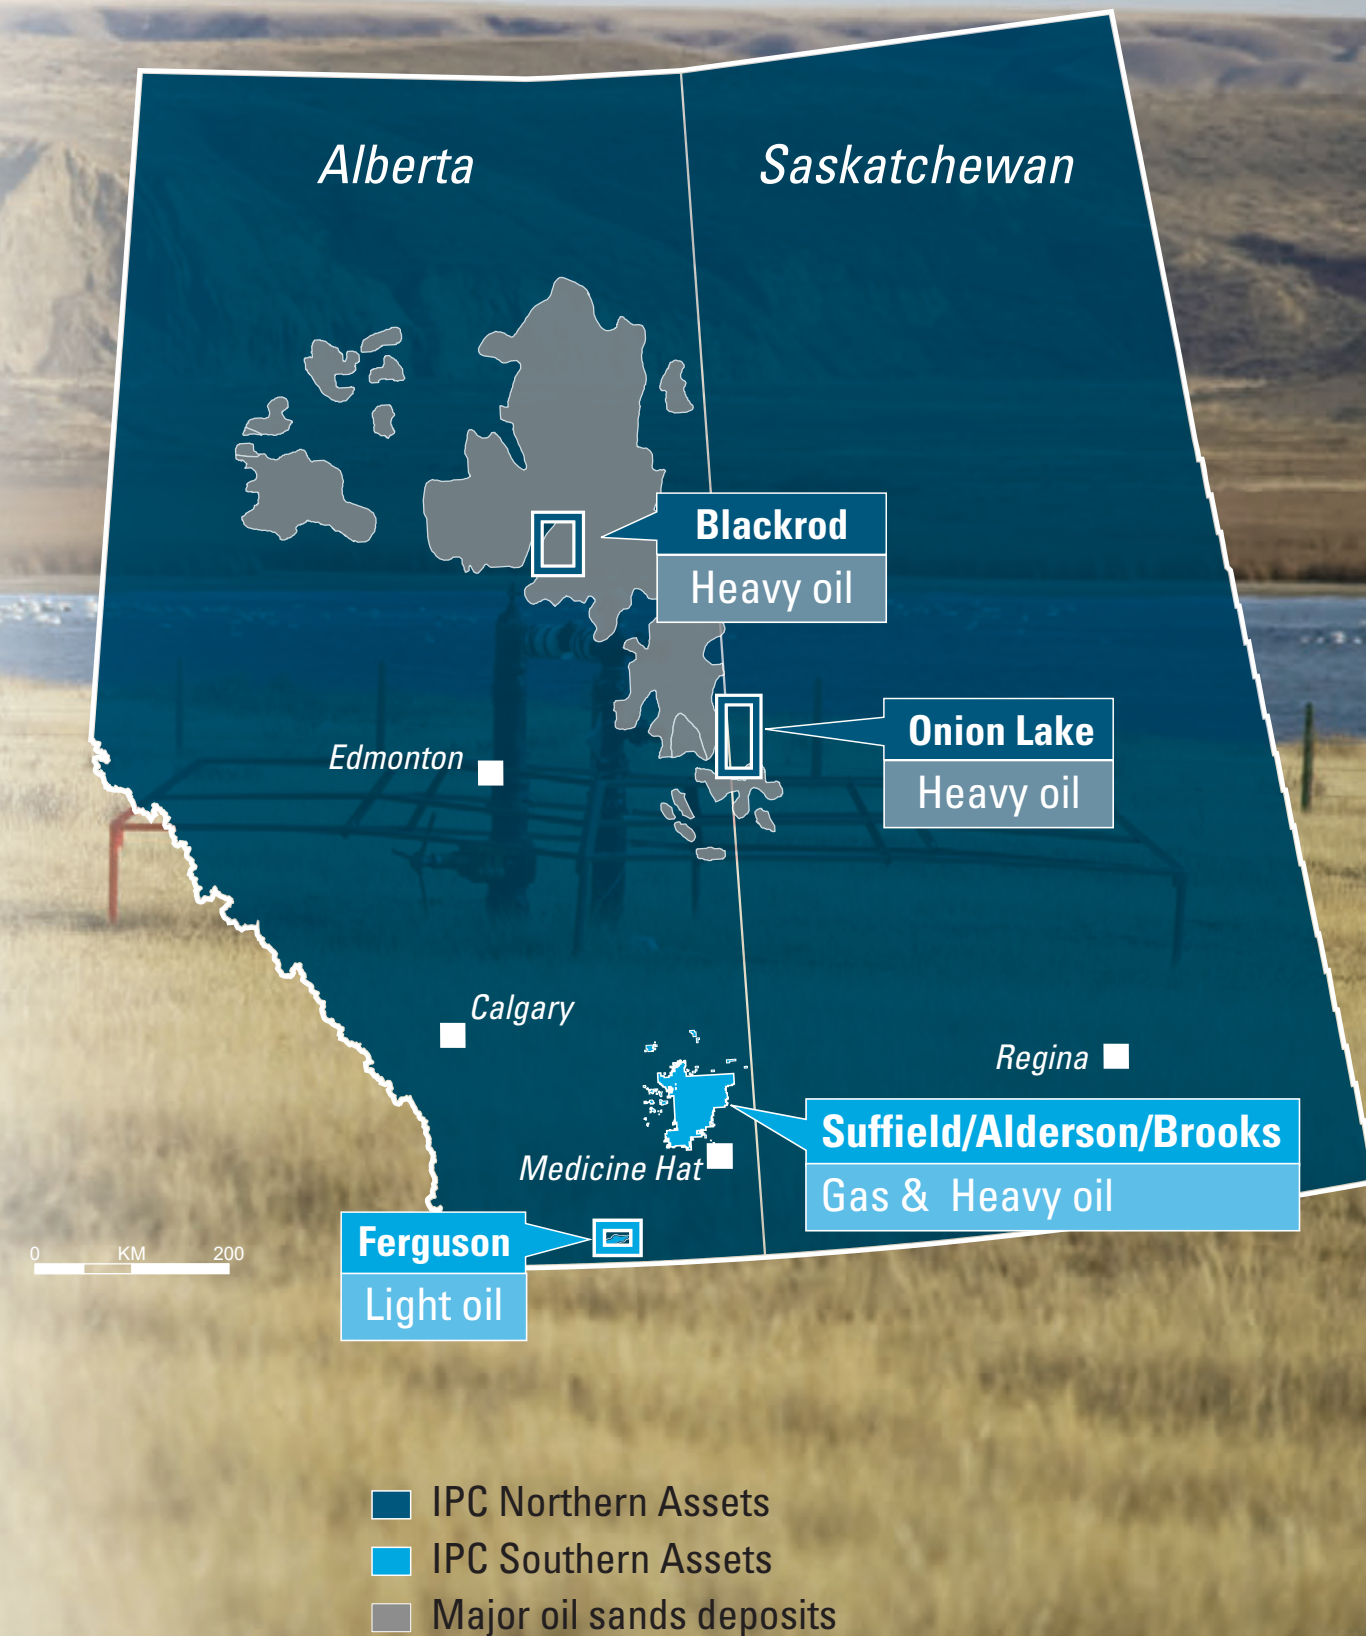 Alberta
Saskatchewan
Blackrod
Heavy oil
Onion Lake
Heavy oil
Edmonton
Calgary
Regina
Suffield/Alderson/Brooks
Gas & Heavy oil
Medicine Hat
Ferguson
Light oil
0 KM 200
IPC Northern Assets
IPC Southern Assets
Major oil sands deposits